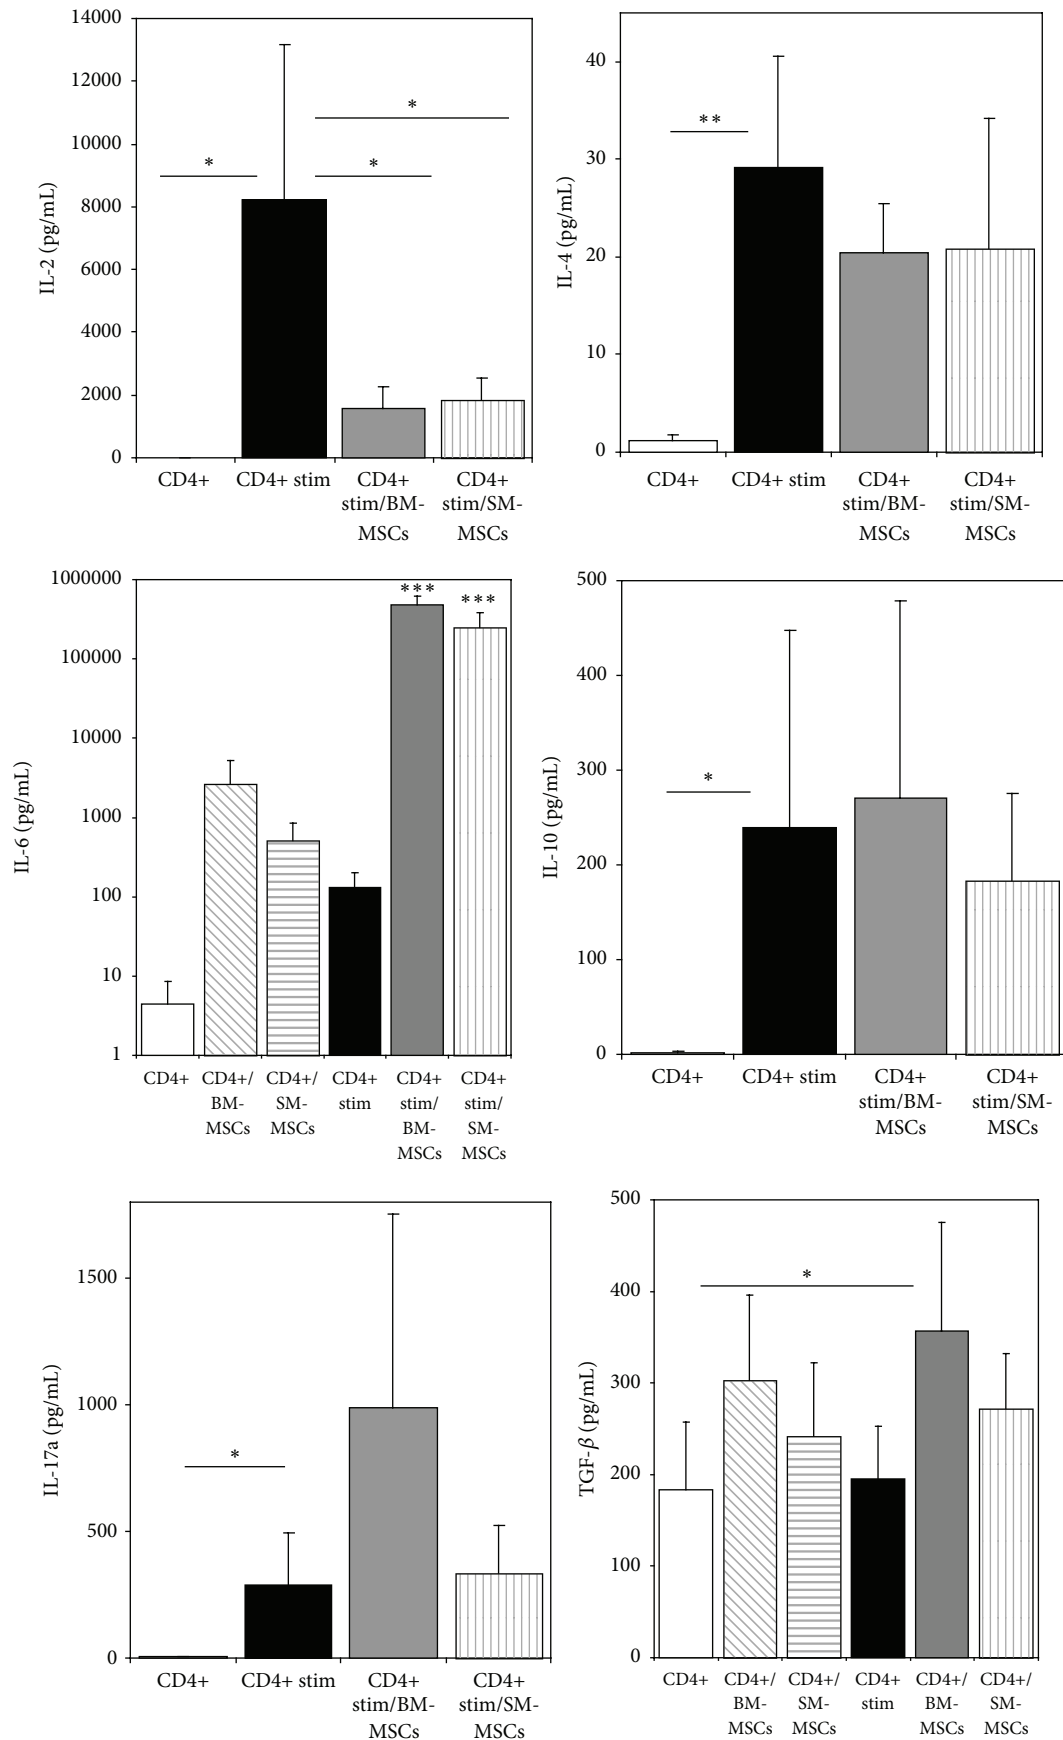 14000
12000
10000
8000
6000
4000
2000
0
IL-2 (pg/mL)
*
*
*
CD4+
CD4+ stim
CD4+
stim/BM-
MSCs
CD4+
stim/SM-
MSCs
40
30
20
10
0
IL-4 (pg/mL)
**
CD4+
CD4+ stim
CD4+
stim/BM-
MSCs
CD4+
stim/SM-
MSCs
1000000
100000
10000
1000
100
10
1
IL-6 (pg/mL)
***
***
CD4+
CD4+/
BM-
MSCs
CD4+/
SM-
MSCs
CD4+
stim
CD4+
stim/
BM-
MSCs
CD4+
stim/
SM-
MSCs
500
400
300
200
100
0
IL-10 (pg/mL)
*
CD4+
CD4+ stim
CD4+
stim/BM-
MSCs
CD4+
stim/SM-
MSCs
1500
1000
500
0
IL-17a (pg/mL)
*
CD4+
CD4+ stim
CD4+
stim/BM-
MSCs
CD4+
stim/SM-
MSCs
500
400
300
200
100
0
TGF-β (pg/mL)
*
CD4+
CD4+/
BM-
MSCs
CD4+/
SM-
MSCs
CD4+
stim
CD4+/
BM-
MSCs
CD4+/
SM-
MSCs